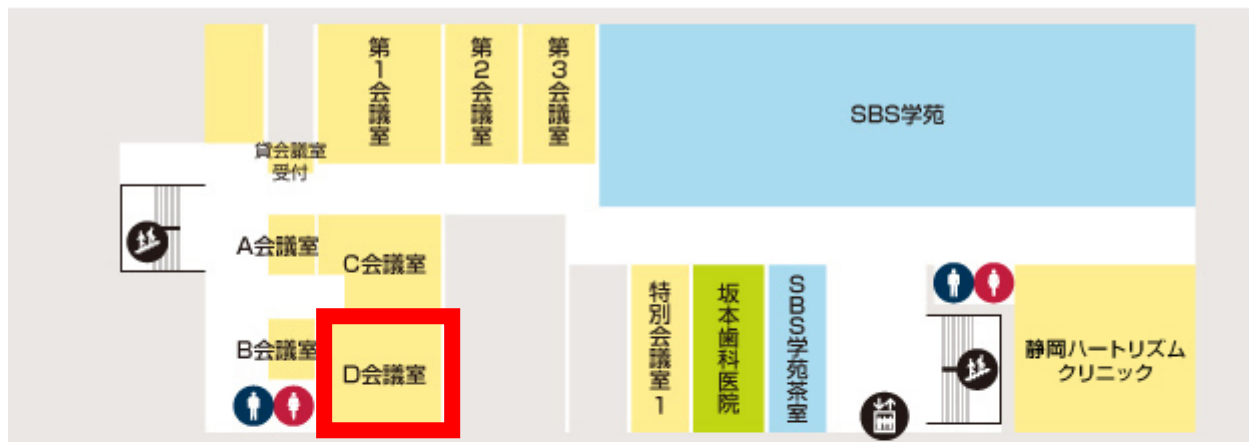 第1会議室
第2会議室
第3会議室
SBS学苑
貸会議室
受付
A会議室
C会議室
B会議室
D会議室
特別会議室1
坂本歯科医院
SBS学苑茶室
静岡ハートリズム
クリニック